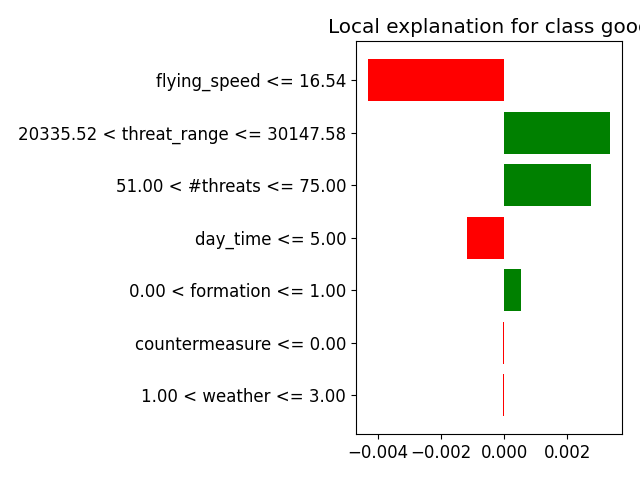 Local explanation for class goo
flying_speed <= 16.54
20335.52 < threat_range <= 30147.58
51.00 < #threats <= 75.00
day_time <= 5.00
0.00 < formation <= 1.00
countermeasure <= 0.00
1.00 < weather <= 3.00
−0.004 −0.002 0.000 0.002